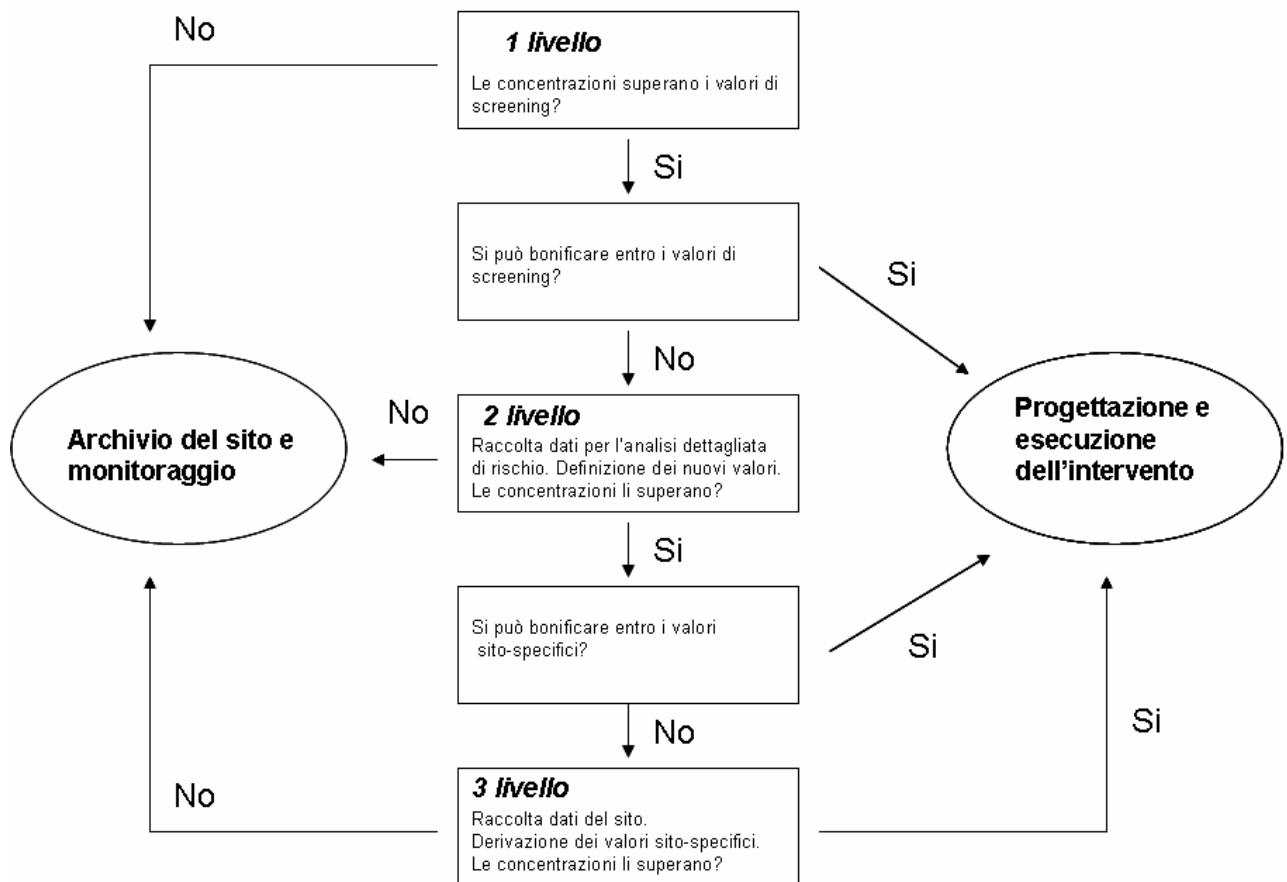 No
1 livello
Le concentrazioni superano i valori di
screening?
Si
Si può bonificare entro i valori di
screening?
Si
No
No
2 livello
Raccolta dati per l'analisi dettagliata
di rischio. Definizione dei nuovi valori.
Le concentrazioni li superano?
Archivio del sito e
monitoraggio
Progettazione e
esecuzione
dell'intervento
Si
Si può bonificare entro i valori
sito-specifici?
Si
No
Si
No
3 livello
Raccolta dati del sito.
Derivazione dei valori sito-specifici.
Le concentrazioni li superano?